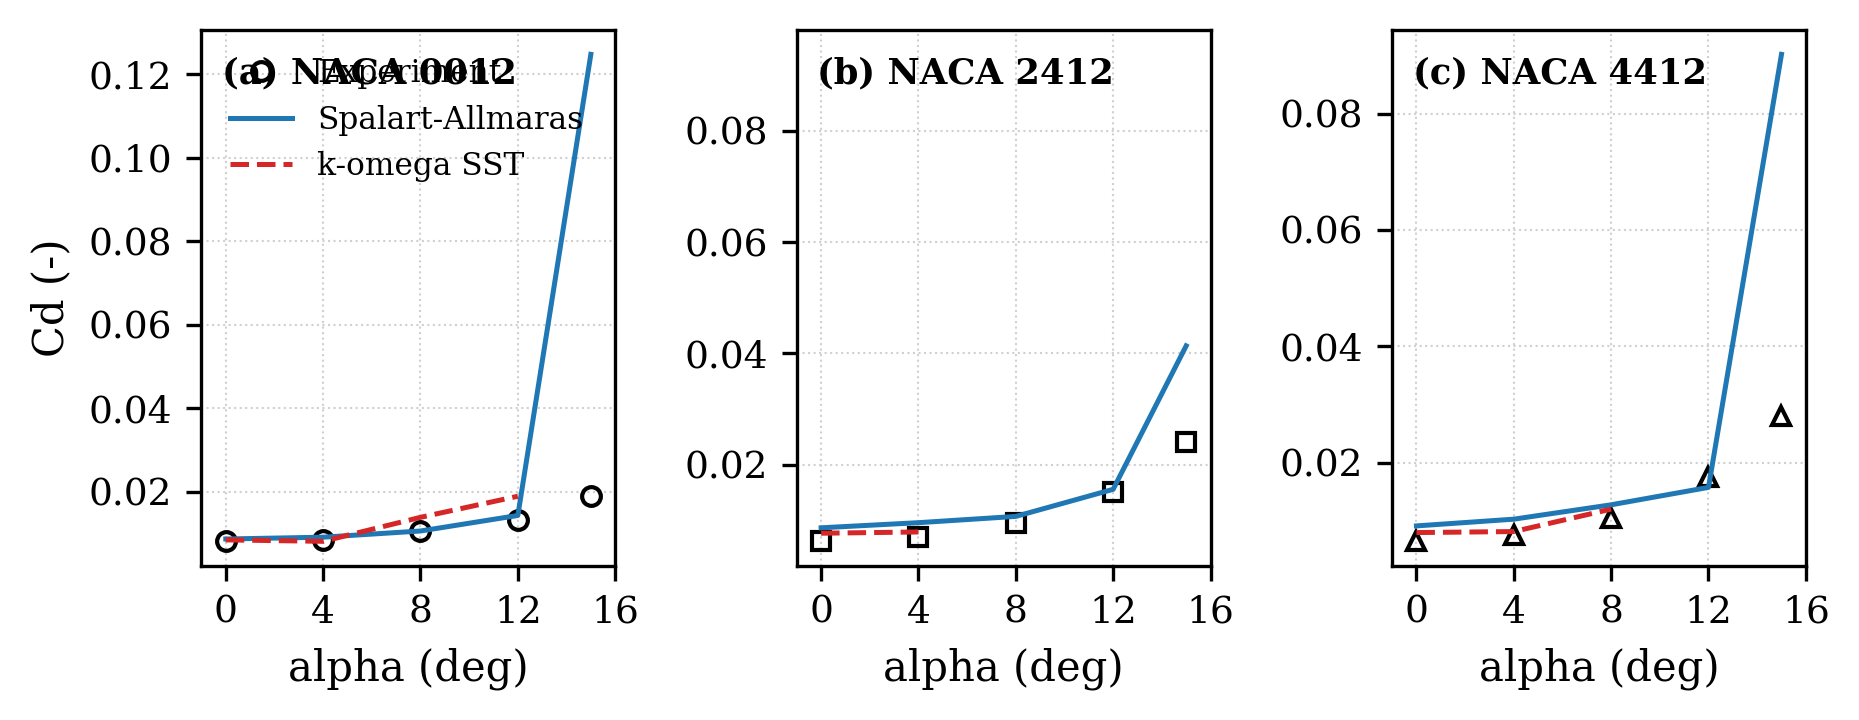 (a) NACA 0012
Experiment
Spalart-Allmaras
k-omega SST
0.12
0.10
0.08
0.06
0.04
0.02
Cd (-)
0
4
8
12
16
alpha (deg)
(b) NACA 2412
0.08
0.06
0.04
0.02
0
4
8
12
16
alpha (deg)
(c) NACA 4412
0.08
0.06
0.04
0.02
0
4
8
12
16
alpha (deg)